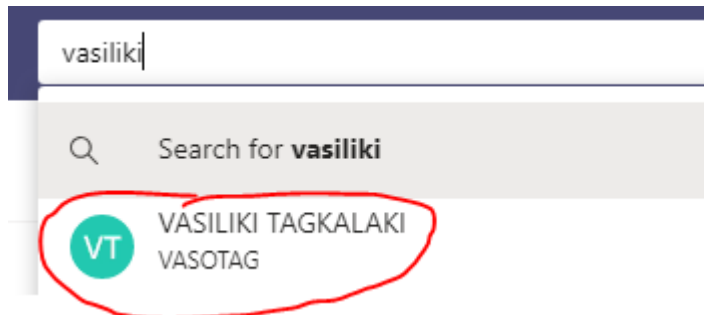 vasiliki
Search for vasiliki
VT
VASILIKI TAGKALAKI
VASOTAG